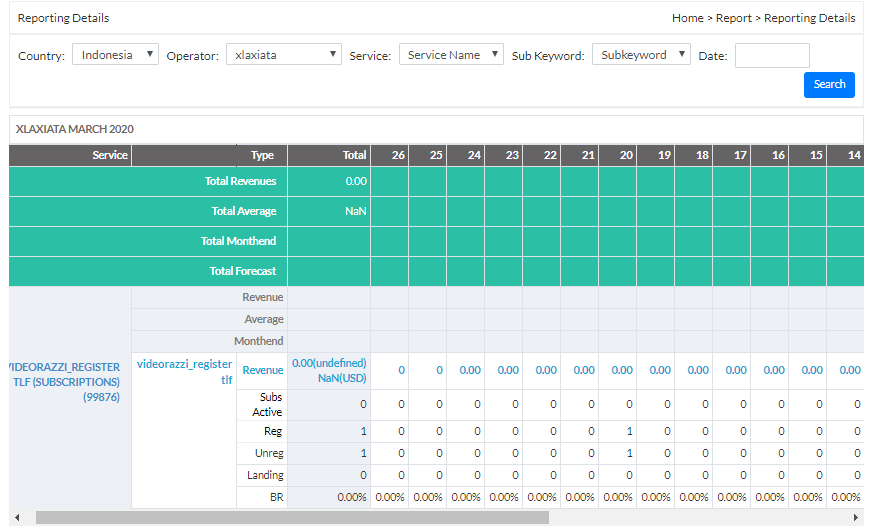 Reporting Details
Home > Report > Reporting Details
Country: Indonesia Operator: xlaxiata Service: Service Name Sub Keyword: Subkeyword Date:
Search
XLAXIATA MARCH 2020
Service Type Total 26 25 24 23 22 21 20 19 18 17 16 15 14
Total Revenues 0.00
Total Average NaN
Total Monthend
Total Forecast
Revenue
Average
Monthend
VIDEORAZZI_REGISTER
TLF (SUBSCRIPTIONS)
(99876)
videorazzi_register
tlf
Revenue 0.00(undefined)
NaN(USD)
0 0 0.00 0.00 0.00 0.00 0.00 0.00 0.00 0.00 0.00 0.00 0.00
Subs
Active
0 0 0 0 0 0 0 0 0 0 0 0 0 0
Reg 1 0 0 0 0 0 0 1 0 0 0 0 0 0
Unreg 1 0 0 0 0 0 0 1 0 0 0 0 0 0
Landing 0 0 0 0 0 0 0 0 0 0 0 0 0 0
BR 0.00% 0.00% 0.00% 0.00% 0.00% 0.00% 0.00% 0.00% 0.00% 0.00% 0.00% 0.00% 0.00% 0.00%